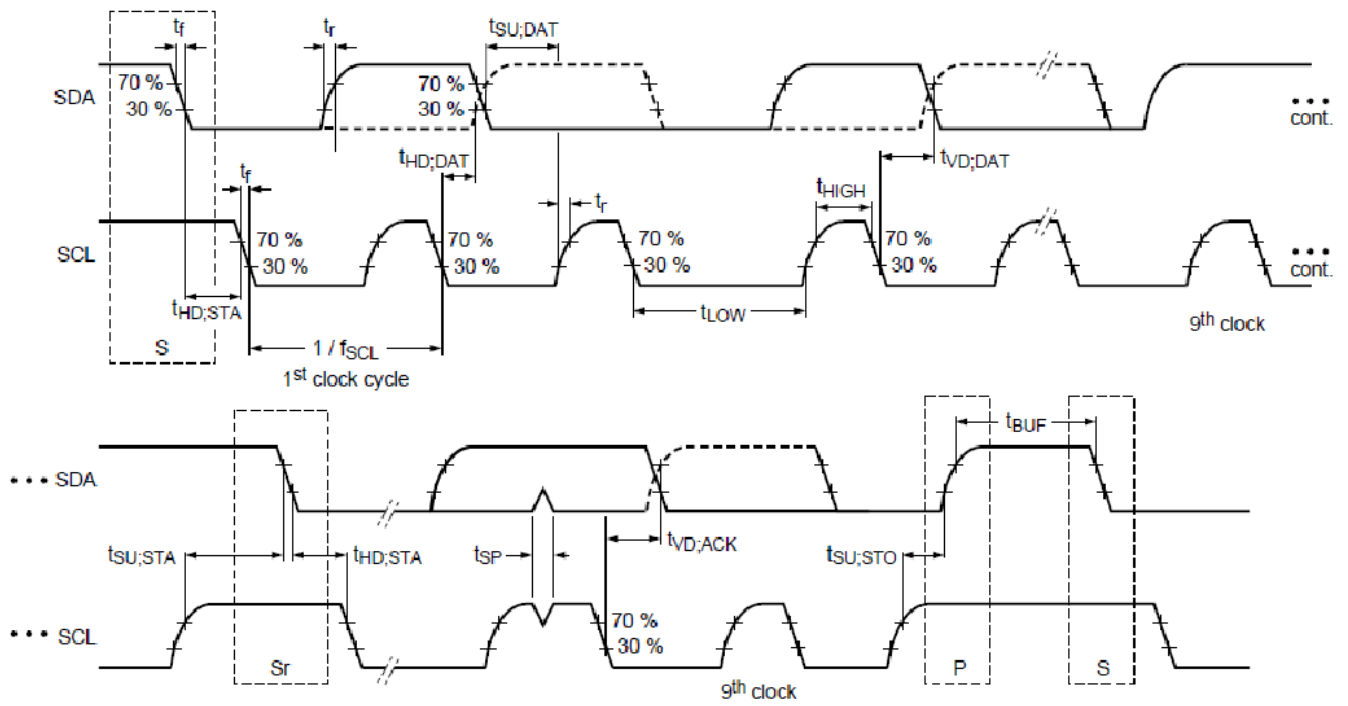 tf
tr
tSU;DAT
SDA
70 %
30 %
70 %
30 %
cont.
tHD;DAT
tVD;DAT
tf
tr
tHIGH
SCL
70 %
30 %
70 %
30 %
70 %
30 %
70 %
30 %
cont.
tHD;STA
tLOW
9th clock
S
1 / fSCL
1st clock cycle
tBUF
SDA
tSU;STA
tHD;STA
tSP
tVD;ACK
tSU;STO
70 %
30 %
SCL
Sr
P
S
9th clock